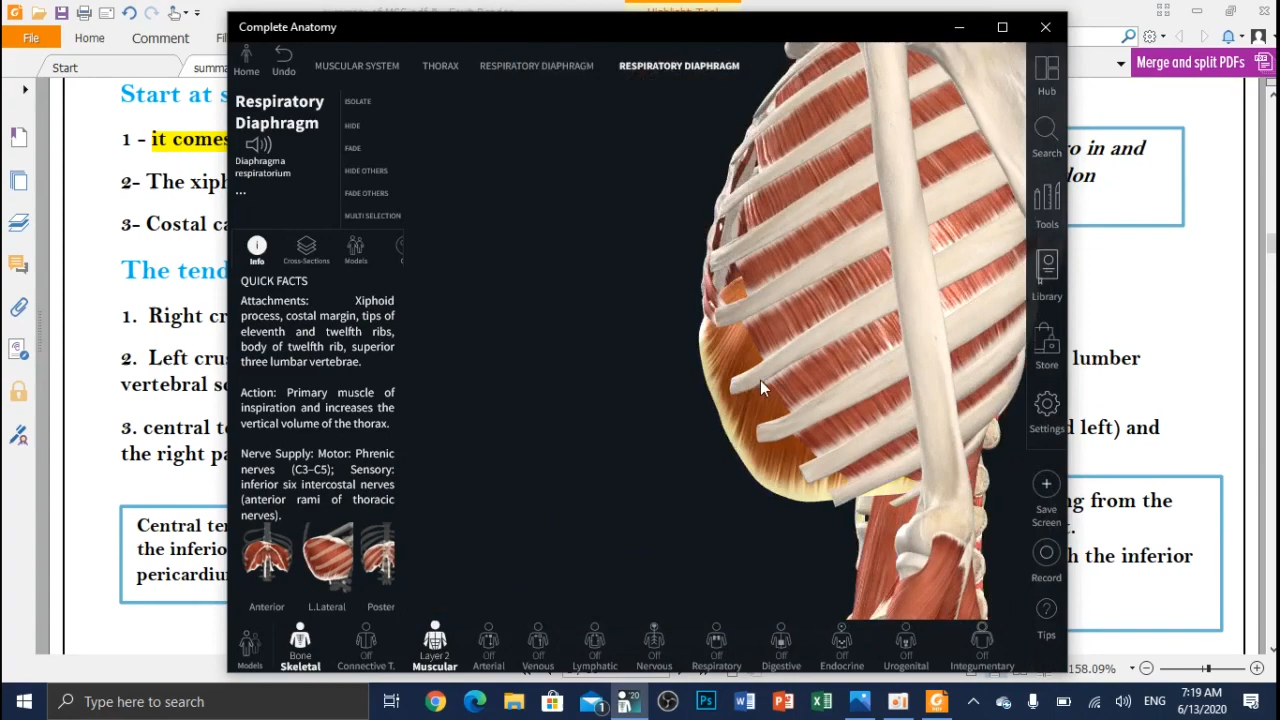 Complete Anatomy
File
Home
Comment
Start
Merge and split PDFs
Home
Undo
MUSCULAR SYSTEM
THORAX
RESPIRATORY DIAPHRAGM
RESPIRATORY DIAPHRAGM
Respiratory
Diaphragm
Diaphragma
respiratorium
...
ISOLATE
HIDE
FADE
HIDE OTHERS
FADE OTHERS
MULTI SELECTION
Info
Cross-Sections
Models
QUICK FACTS
Attachments: Xiphoid
process, costal margin, tips of
eleventh and twelfth ribs,
body of twelfth rib, superior
three lumbar vertebrae.
Action: Primary muscle of
inspiration and increases the
vertical volume of the thorax.
Nerve Supply: Motor: Phrenic
nerves (C3–C5); Sensory:
inferior six intercostal nerves
(anterior rami of thoracic
nerves).
Anterior
L.Lateral
Poster
Hub
Search
Tools
Library
Store
Settings
Save
Screen
Record
Tips
Models
Bone
Skeletal
Off
Connective T.
Layer 2
Muscular
Off
Arterial
Off
Venous
Off
Lymphatic
Off
Nervous
Off
Respiratory
Off
Digestive
Off
Endocrine
Off
Urogenital
Off
Integumentary
Start at s
1 - it comes
2- The xiph
3- Costal ca
The tend
1. Right cr
2. Left crus
vertebral so
3. central te
the right pa
Central ten
the inferio
pericardiu
ro in and
lon
lumber
d left) and
ng from the
h the inferior
158.09%
Type here to search
ENG
7:19 AM
6/13/2020